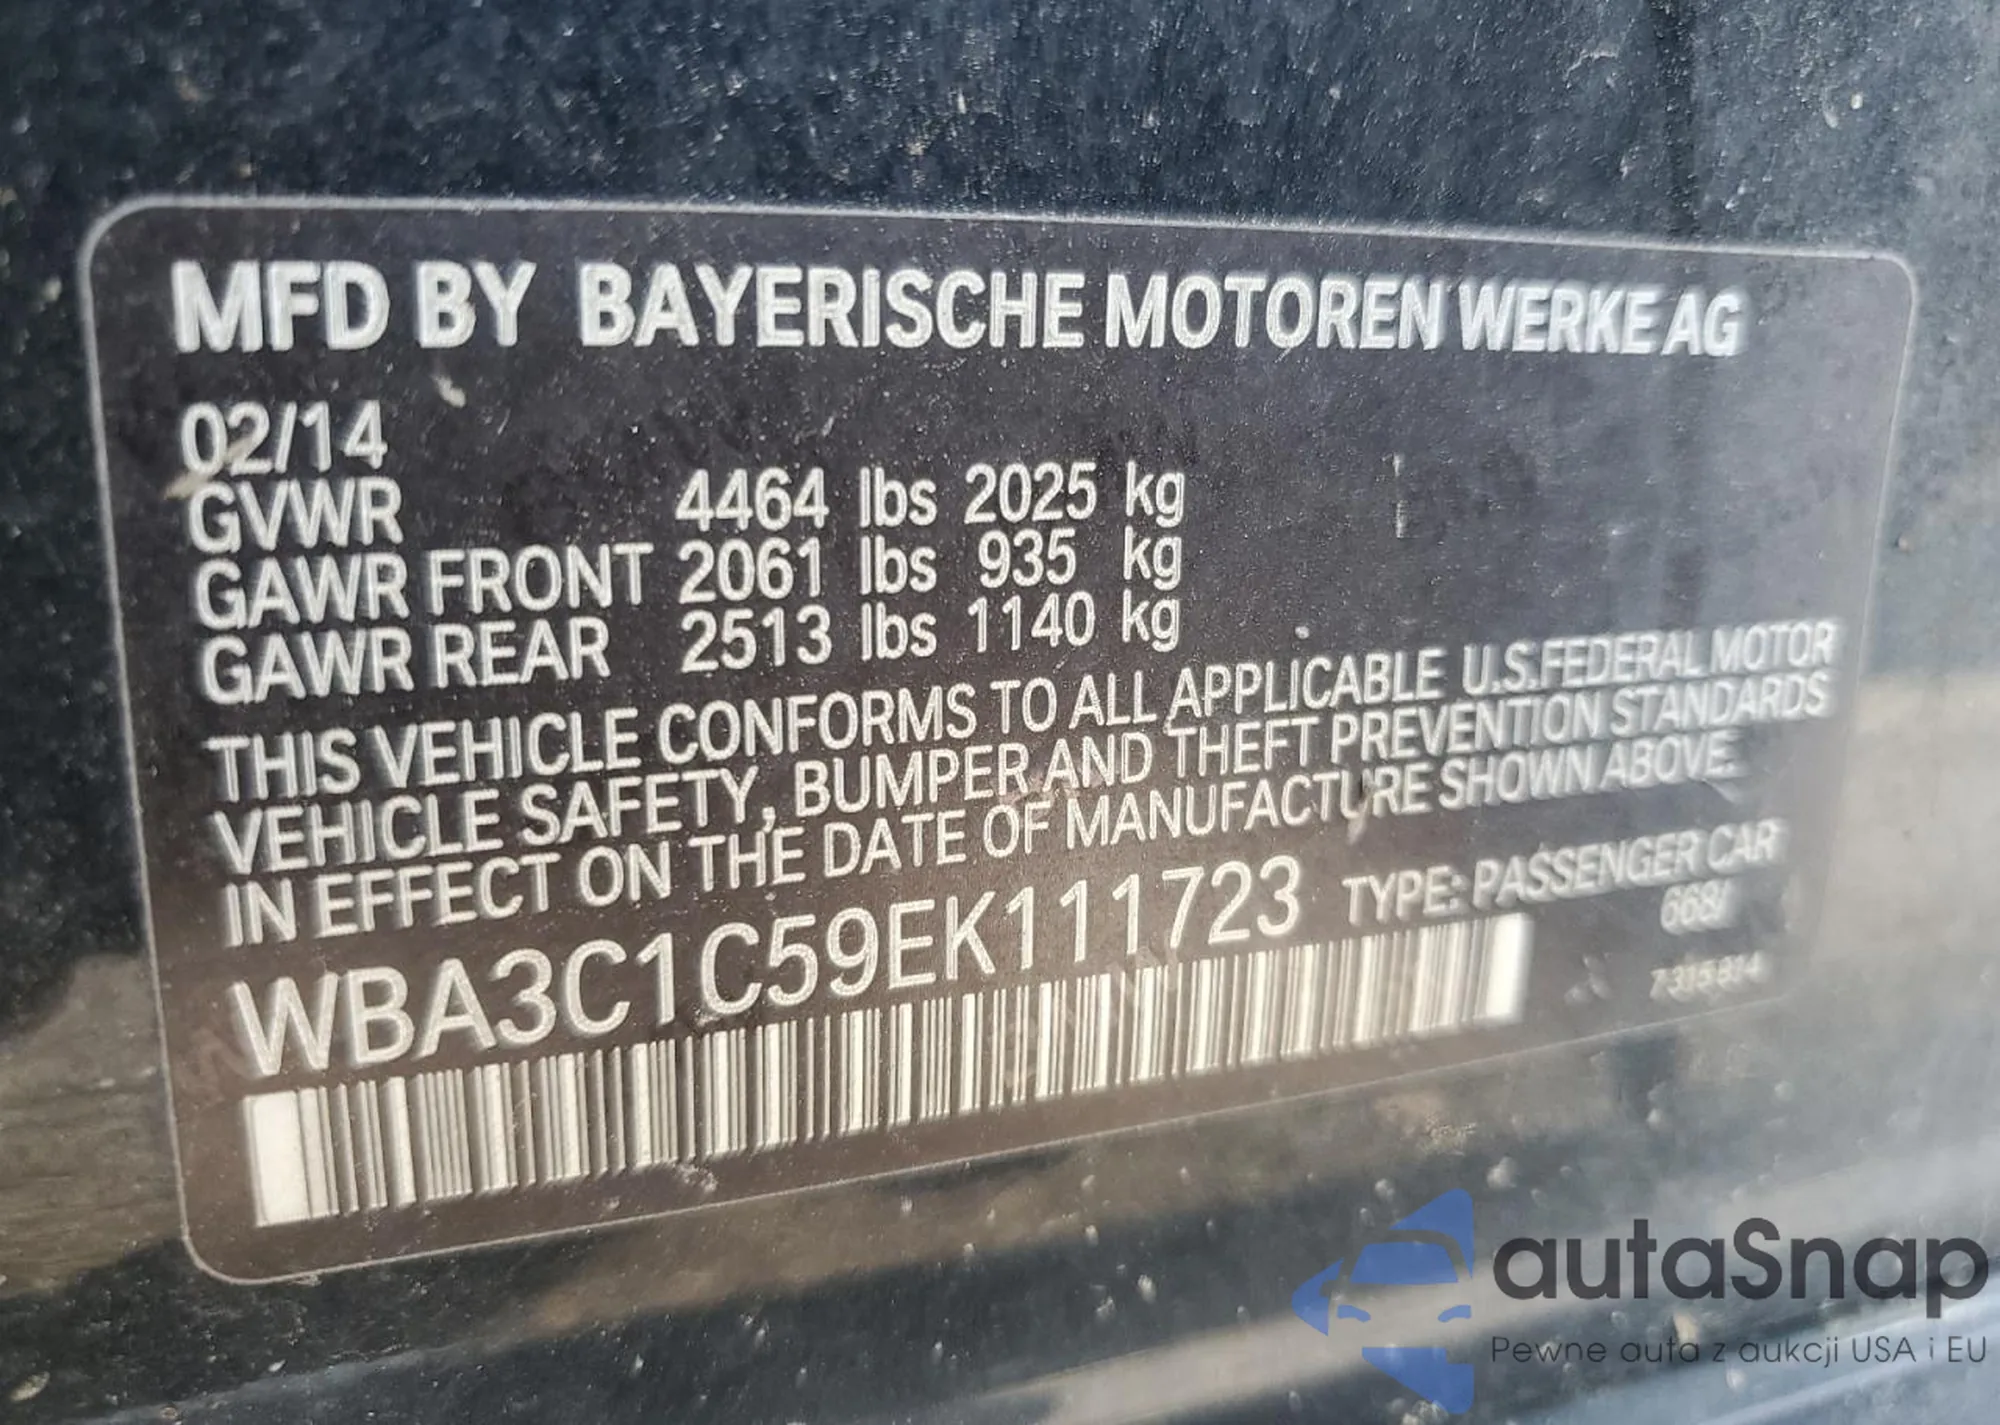 MFD BY BAYERISCHE MOTOREN WERKE AG
02/14
GVWR 4464 lbs 2025 kg
GAWR FRONT 2061 lbs 935 kg
GAWR REAR 2513 lbs 1140 kg
THIS VEHICLE CONFORMS TO ALL APPLICABLE U.S.FEDERAL MOTOR
VEHICLE SAFETY, BUMPER AND THEFT PREVENTION STANDARDS
IN EFFECT ON THE DATE OF MANUFACTURE SHOWN ABOVE.
WBA3C1C59EK111723 TYPE: PASSENGER CAR
668/
autaSnap
Pewne auta z aukcji USA i EU